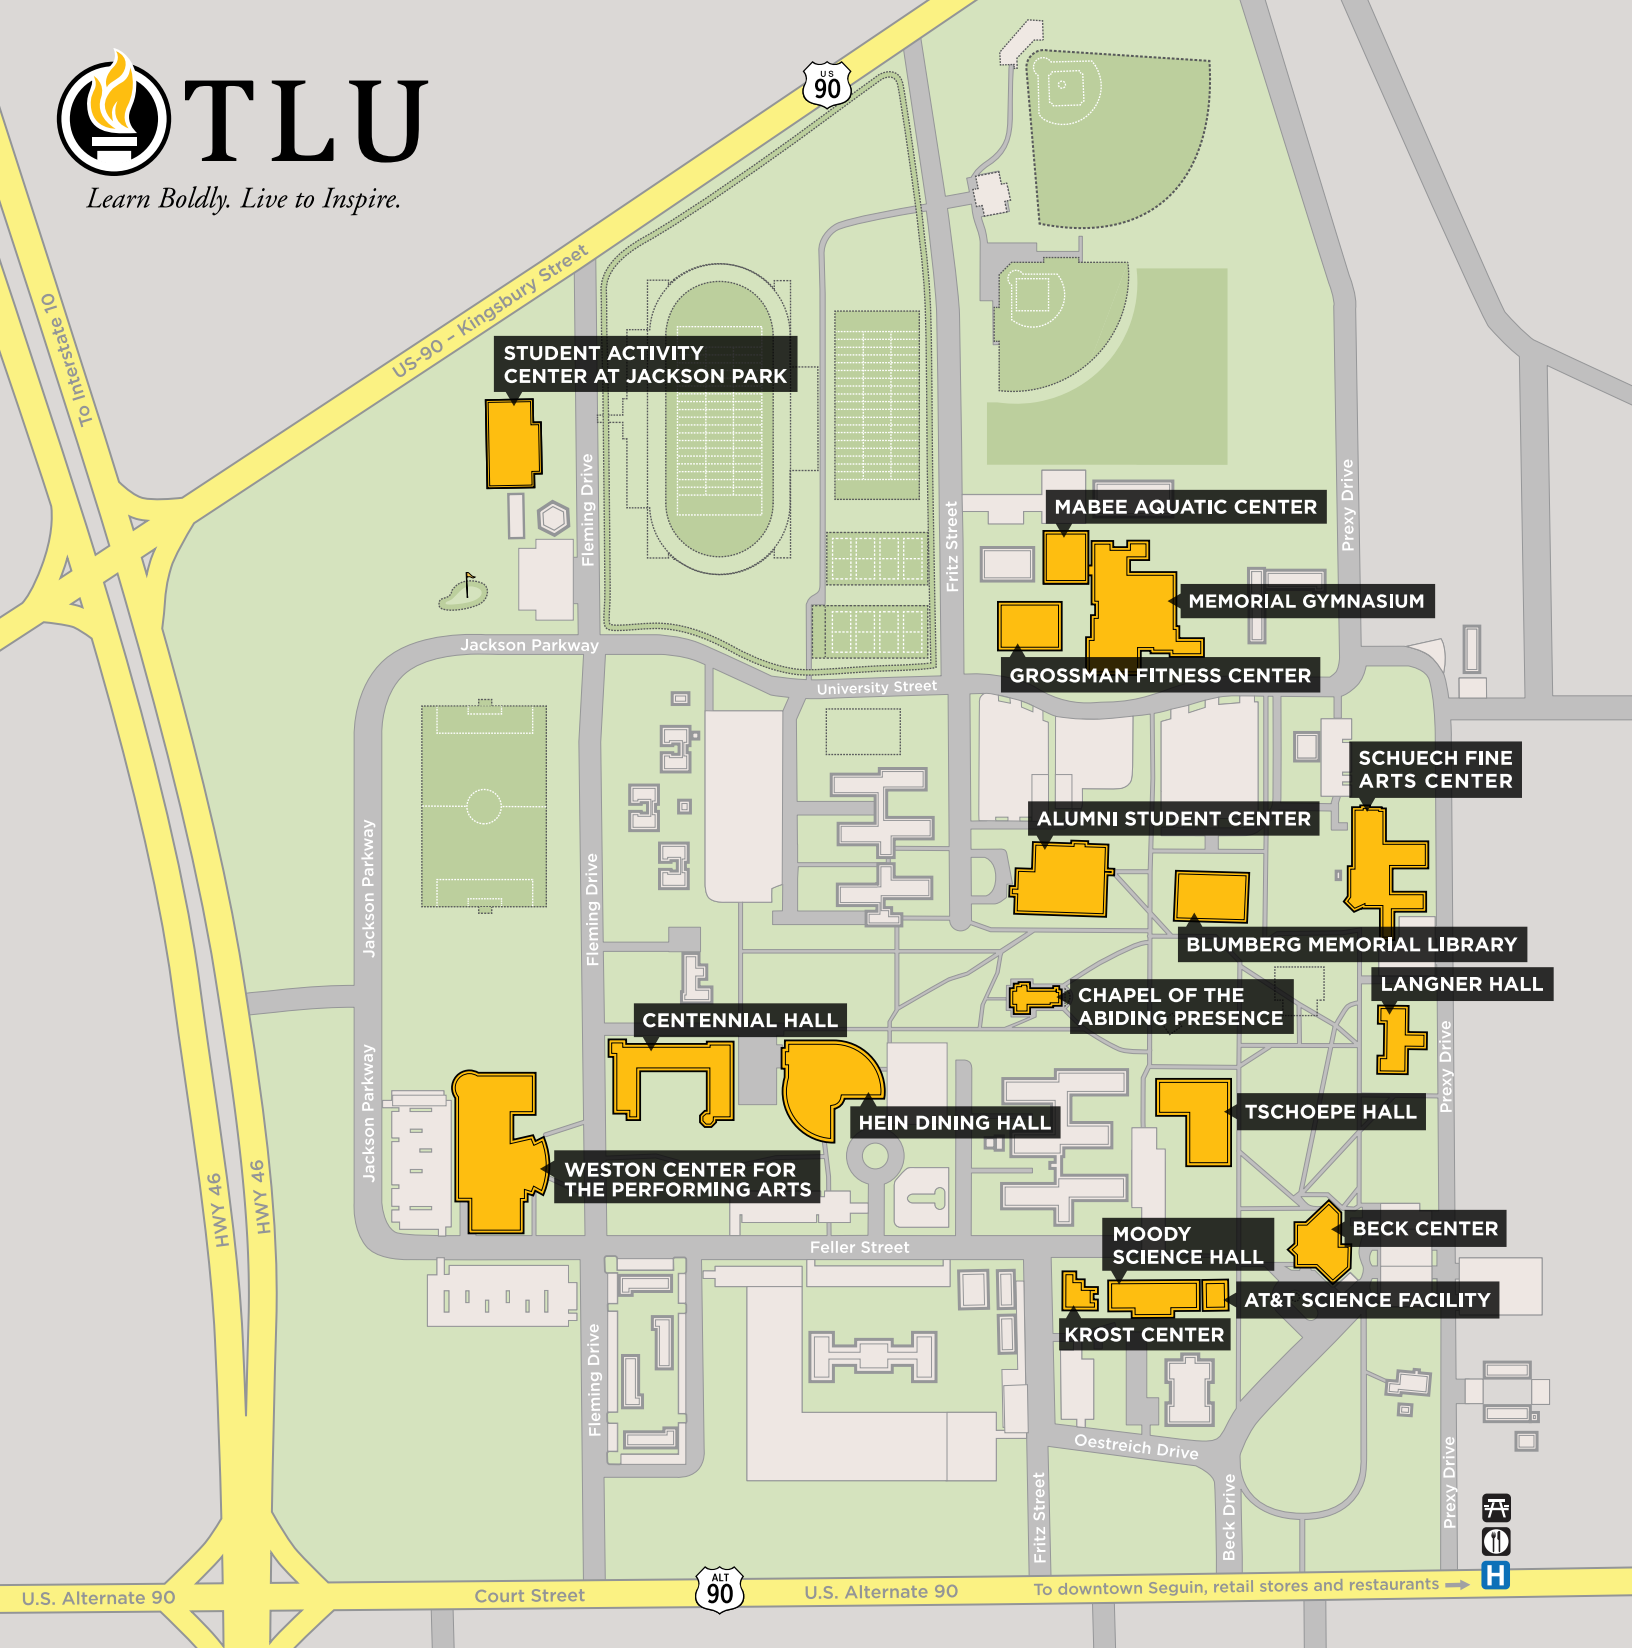 TLU
Learn Boldly. Live to Inspire.
US
90
To Interstate 10
US-90 - Kingsbury Street
STUDENT ACTIVITY
CENTER AT JACKSON PARK
Fleming Drive
Fritz Street
Prexy Drive
MABEE AQUATIC CENTER
MEMORIAL GYMNASIUM
Jackson Parkway
GROSSMAN FITNESS CENTER
University Street
SCHUECH FINE
ARTS CENTER
ALUMNI STUDENT CENTER
Jackson Parkway
Fleming Drive
BLUMBERG MEMORIAL LIBRARY
LANGNER HALL
CHAPEL OF THE
ABIDING PRESENCE
CENTENNIAL HALL
Jackson Parkway
Prexy Drive
HEIN DINING HALL
TSCHOEPE HALL
WESTON CENTER FOR
THE PERFORMING ARTS
HWY 46
HWY 46
Feller Street
MOODY
SCIENCE HALL
BECK CENTER
AT&T SCIENCE FACILITY
KROST CENTER
Fleming Drive
Oestreich Drive
Fritz Street
Beck Drive
Prexy Drive
H
U.S. Alternate 90
Court Street
ALT
90
U.S. Alternate 90
To downtown Seguin, retail stores and restaurants